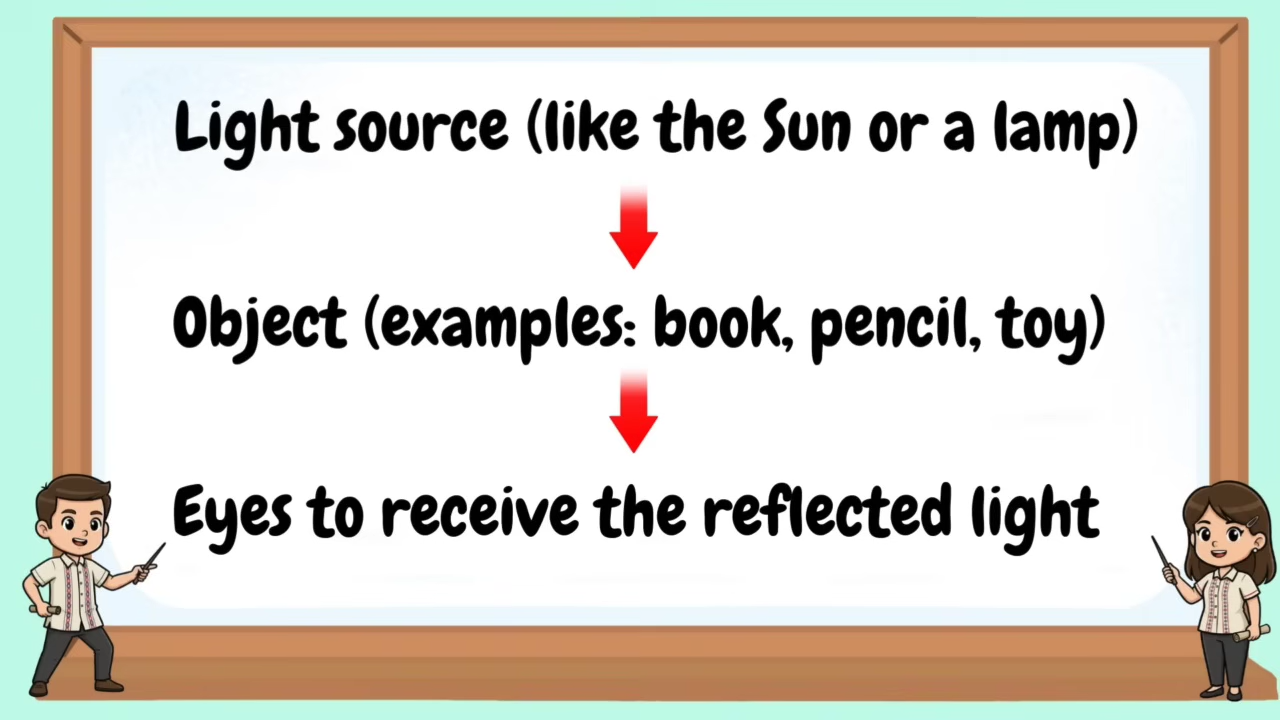 Light source (like the Sun or a lamp)
Object (examples: book, pencil, toy)
Eyes to receive the reflected light